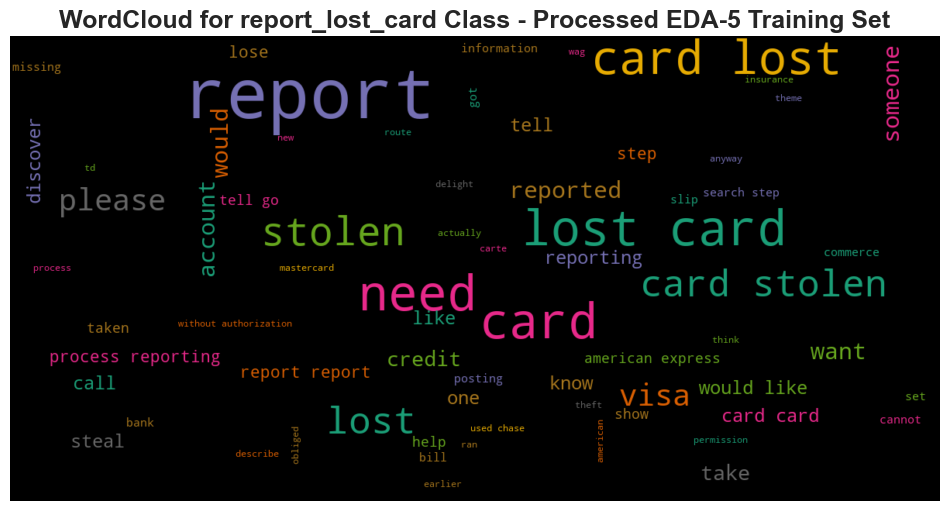 WordCloud for report_lost_card Class - Processed EDA-5 Training Set
lose
information
wag
card lost
someone
missing
report
insurance
got
theme
would
discover
tell
route
new
step
anyway
td
delight
please
account
tell go
reported
search step
slip
stolen
actually
lost card
carte
reporting
commerce
process
mastercard
need
card
card stolen
like
taken
without authorization
think
process reporting
credit
american express
want
call
report report
posting
know
visa
would like
one
theft
set
lost
show
card card
cannot
bank
used chase
steal
obliged
help
ran
american
permission
describe
bill
take
earlier